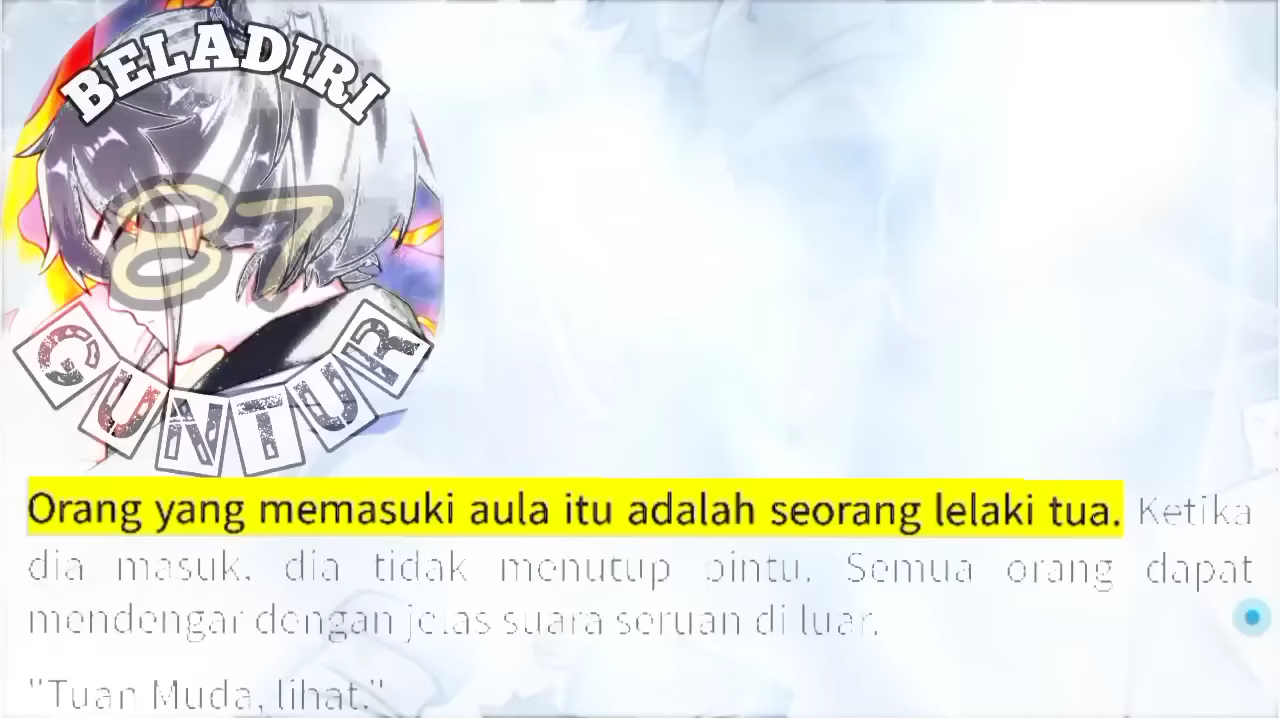 BELADIRI
87
GUNTUR
Orang yang memasuki aula itu adalah seorang lelaki tua. Ketika
dia masuk, dia tidak menutup pintu. Semua orang dapat
mendengar dengan jelas suara seruan di luar.
"Tuan Muda, lihat."